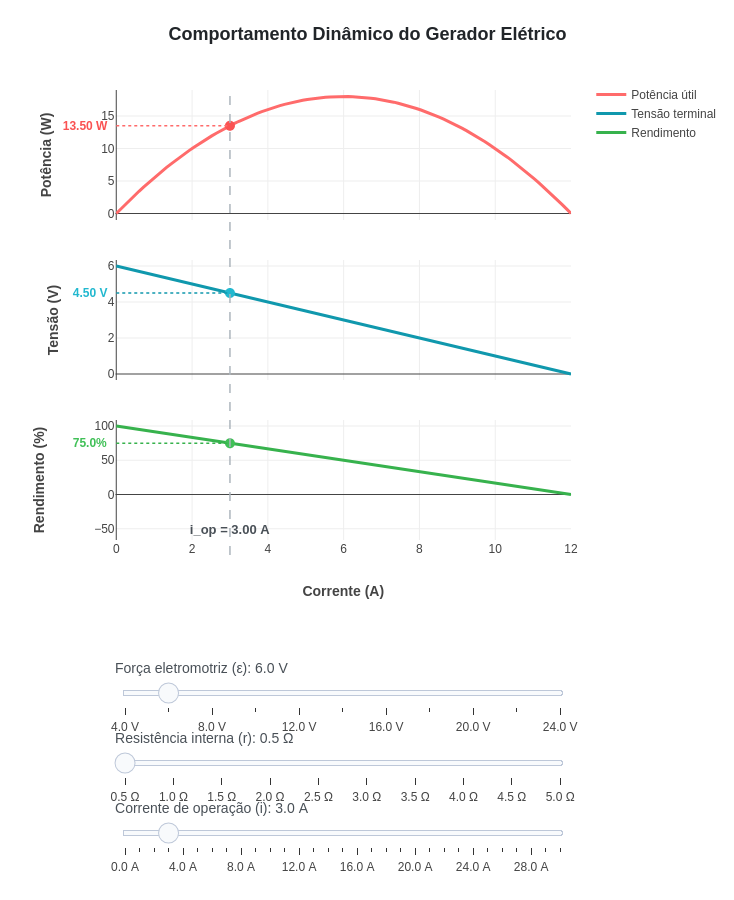 Comportamento Dinâmico do Gerador Elétrico
Potência útil
Tensão terminal
Rendimento
Potência (W)
15
10
5
0
13.50 W
Tensão (V)
6
4
2
0
4.50 V
Rendimento (%)
100
50
0
−50
75.0%
i_op = 3.00 A
0 2 4 6 8 10 12
Corrente (A)
Força eletromotriz (ε): 6.0 V
4.0 V 8.0 V 12.0 V 16.0 V 20.0 V 24.0 V
Resistência interna (r): 0.5 Ω
0.5 Ω 1.0 Ω 1.5 Ω 2.0 Ω 2.5 Ω 3.0 Ω 3.5 Ω 4.0 Ω 4.5 Ω 5.0 Ω
Corrente de operação (i): 3.0 A
0.0 A 4.0 A 8.0 A 12.0 A 16.0 A 20.0 A 24.0 A 28.0 A